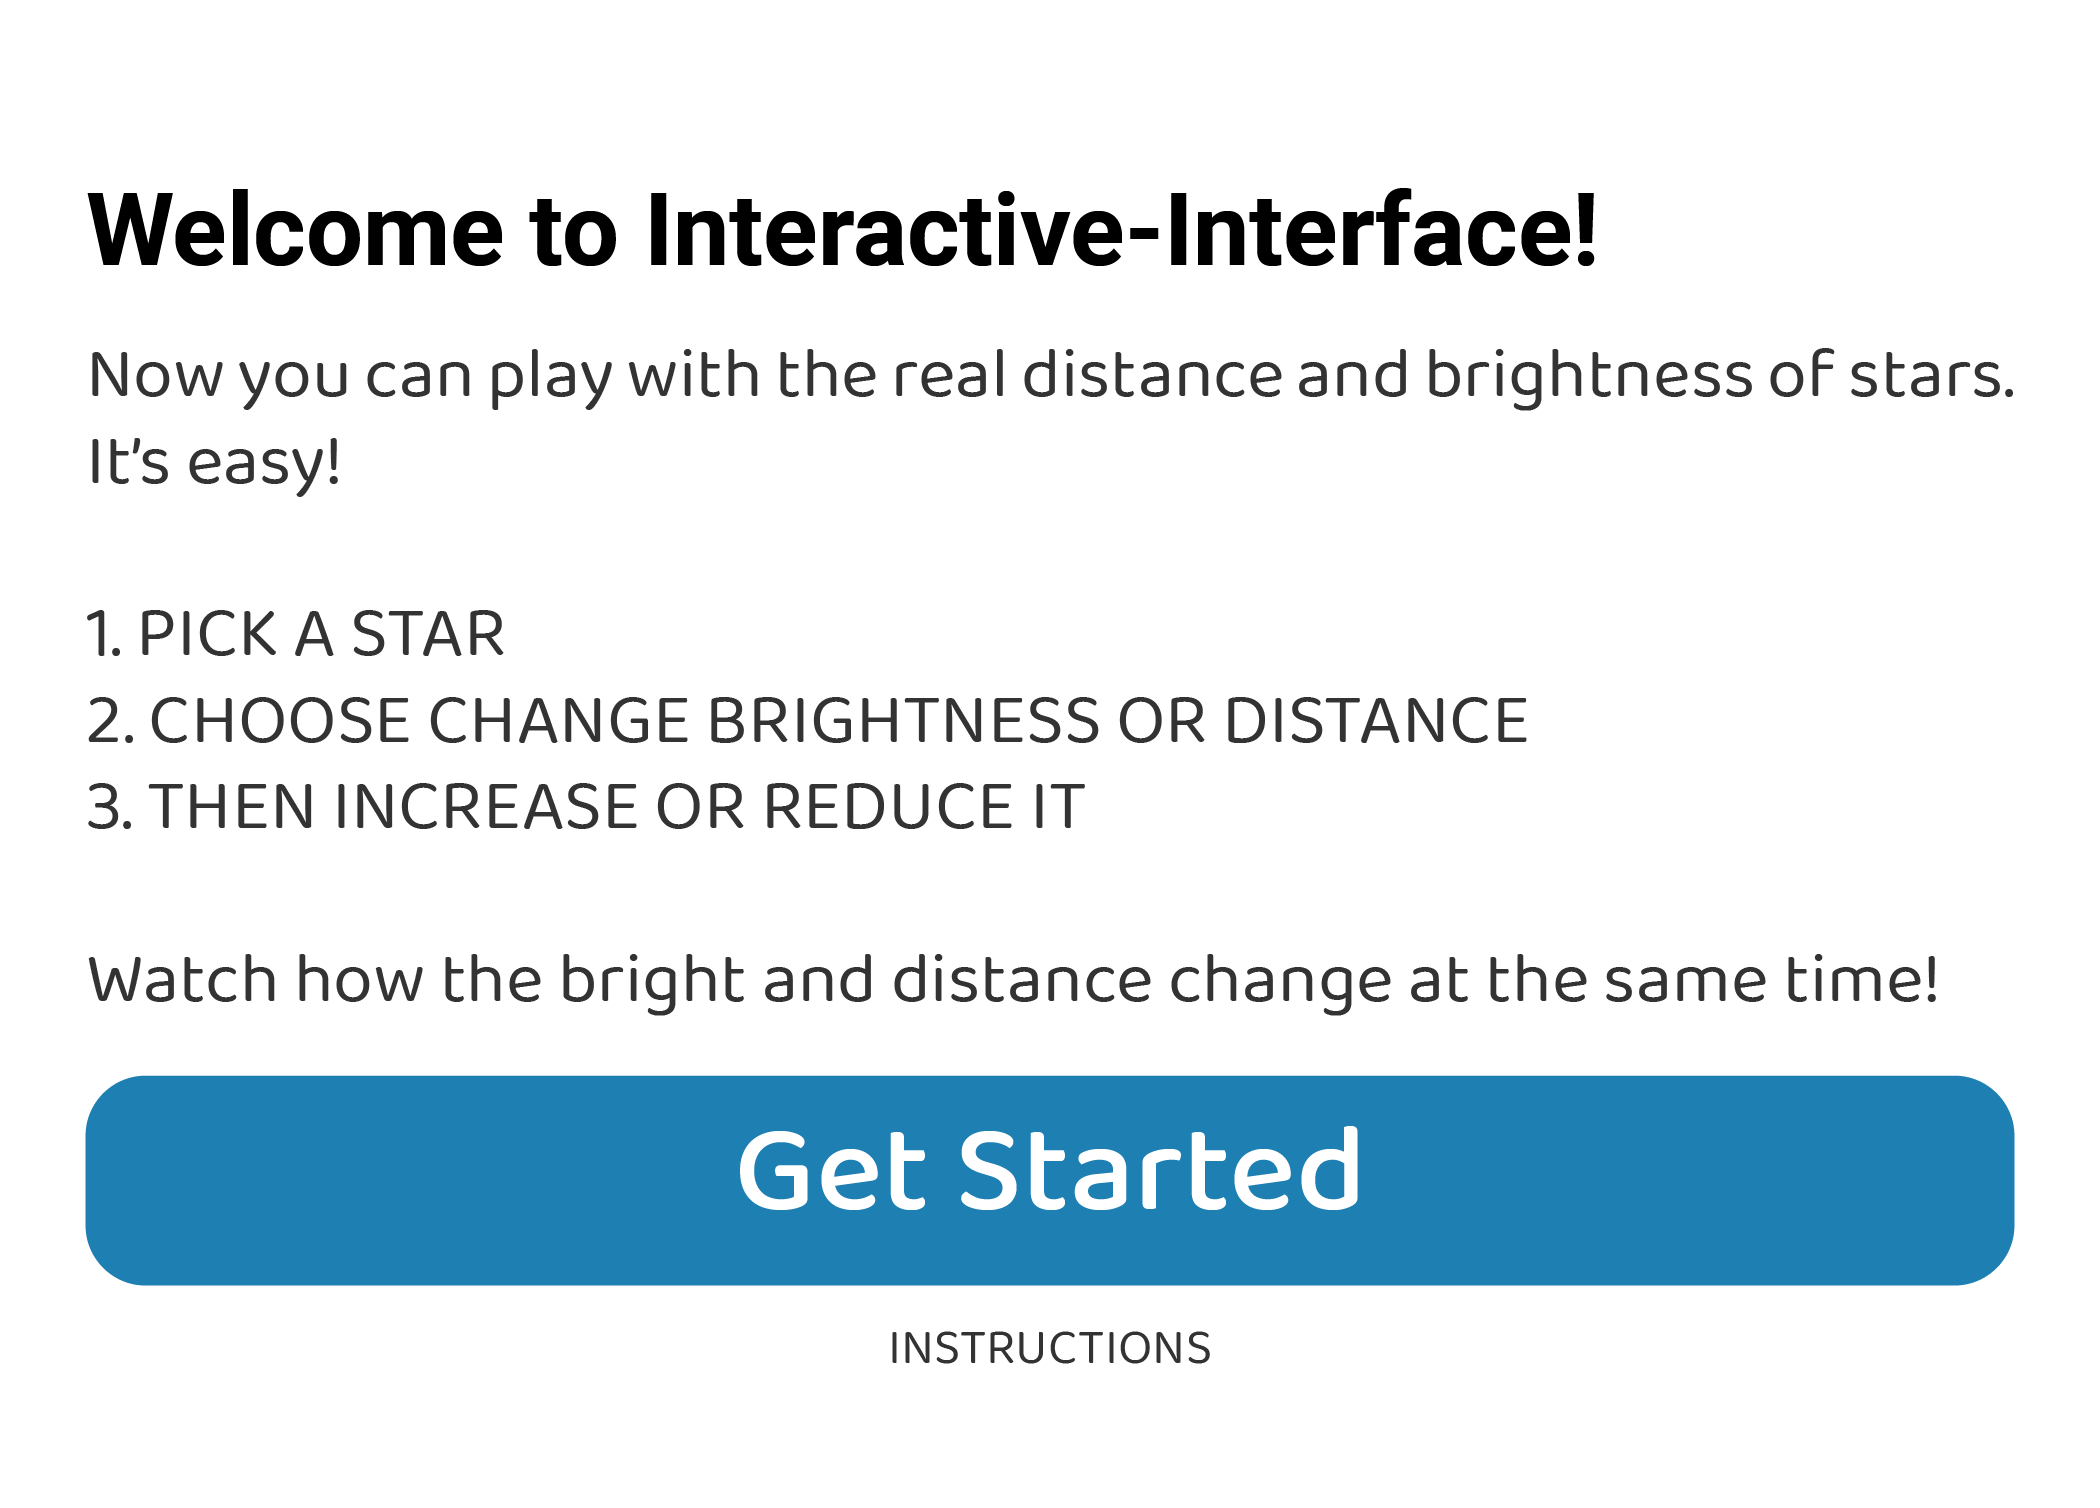 Welcome to Interactive-Interface!
Now you can play with the real distance and brightness of stars.
It’s easy!
1. PICK A STAR
2. CHOOSE CHANGE BRIGHTNESS OR DISTANCE
3. THEN INCREASE OR REDUCE IT
Watch how the bright and distance change at the same time!
Get Started
INSTRUCTIONS